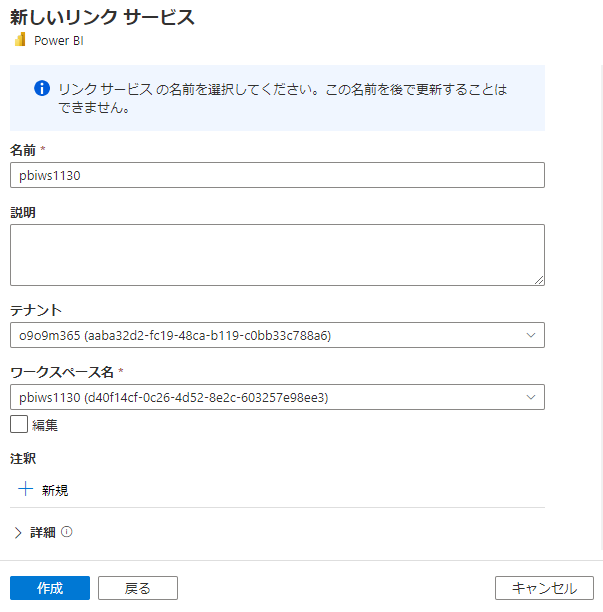 新しいリンク サービス
Power BI
リンク サービス の名前を選択してください。この名前を後で更新することは
できません。
名前 *
pbiws1130
説明
テナント
o9o9m365 (aaba32d2-fc19-48ca-b119-c0bb33c788a6)
ワークスペース名 *
pbiws1130 (d40f14cf-0c26-4d52-8e2c-603257e98ee3)
編集
注釈
新規
詳細
作成
戻る
キャンセル